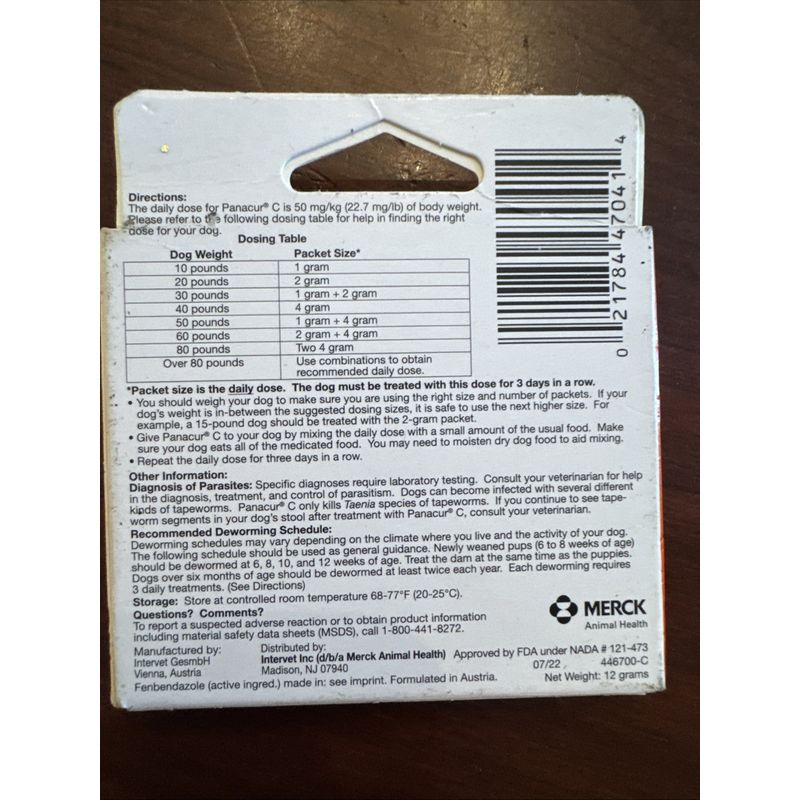 Directions:
The daily dose for Panacur® C is 50 mg/kg (22.7 mg/lb) of body weight.
Please refer to the following dosing table for help in finding the right
dose for your dog.
Dosing Table
Dog Weight Packet Size*
10 pounds 1 gram
20 pounds 2 gram
30 pounds 1 gram + 2 gram
40 pounds 4 gram
50 pounds 1 gram + 4 gram
60 pounds 2 gram + 4 gram
80 pounds Two 4 gram
Over 80 pounds Use combinations to obtain
recommended daily dose.
*Packet size is the daily dose. The dog must be treated with this dose for 3 days in a row.
• You should weigh your dog to make sure you are using the right size and number of packets. If your
dog's weight is in-between the suggested dosing sizes, it is safe to use the next higher size. For
example, a 15-pound dog should be treated with the 2-gram packet.
• Give Panacur® C to your dog by mixing the daily dose with a small amount of the usual food. Make
sure your dog eats all of the medicated food. You may need to moisten dry dog food to aid mixing.
• Repeat the daily dose for three days in a row.
Other Information:
Diagnosis of Parasites: Specific diagnoses require laboratory testing. Consult your veterinarian for help
in the diagnosis, treatment, and control of parasitism. Dogs can become infected with several different
kinds of tapeworms. Panacur® C only kills Taenia species of tapeworms. If you continue to see tape-
worm segments in your dog's stool after treatment with Panacur® C, consult your veterinarian.
Recommended Deworming Schedule:
Deworming schedules may vary depending on the climate where you live and the activity of your dog.
The following schedule should be used as general guidance. Newly weaned pups (6 to 8 weeks of age)
should be dewormed at 6, 8, 10, and 12 weeks of age. Treat the dam at the same time as the puppies.
Dogs over six months of age should be dewormed at least twice each year. Each deworming requires
3 daily treatments. (See Directions)
Storage: Store at controlled room temperature 68-77°F (20-25°C).
Questions? Comments?
To report a suspected adverse reaction or to obtain product information
including material safety data sheets (MSDS), call 1-800-441-8272.
MERCK
Animal Health
Manufactured by:
Intervet GesmbH
Vienna, Austria
Distributed by:
Intervet Inc (d/b/a Merck Animal Health)
Madison, NJ 07940
Approved by FDA under NADA # 121-473
07/22 446700-C
Net Weight: 12 grams
Fenbendazole (active ingred.) made in: see imprint. Formulated in Austria.
0 21784 47041 4